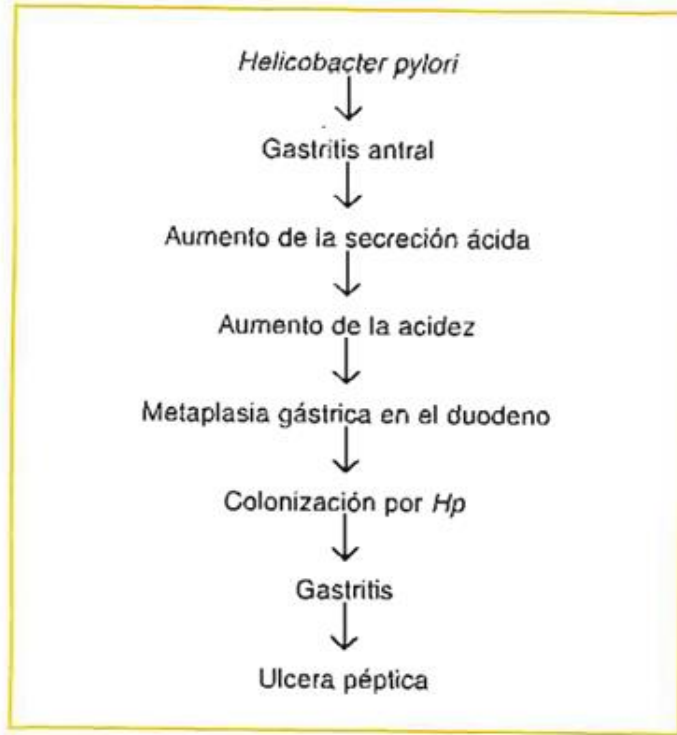 Helicobacter pylori
Gastritis antral
Aumento de la secreción ácida
Aumento de la acidez
Metaplasia gástrica en el duodeno
Colonización por Hp
Gastritis
Ulcera péptica